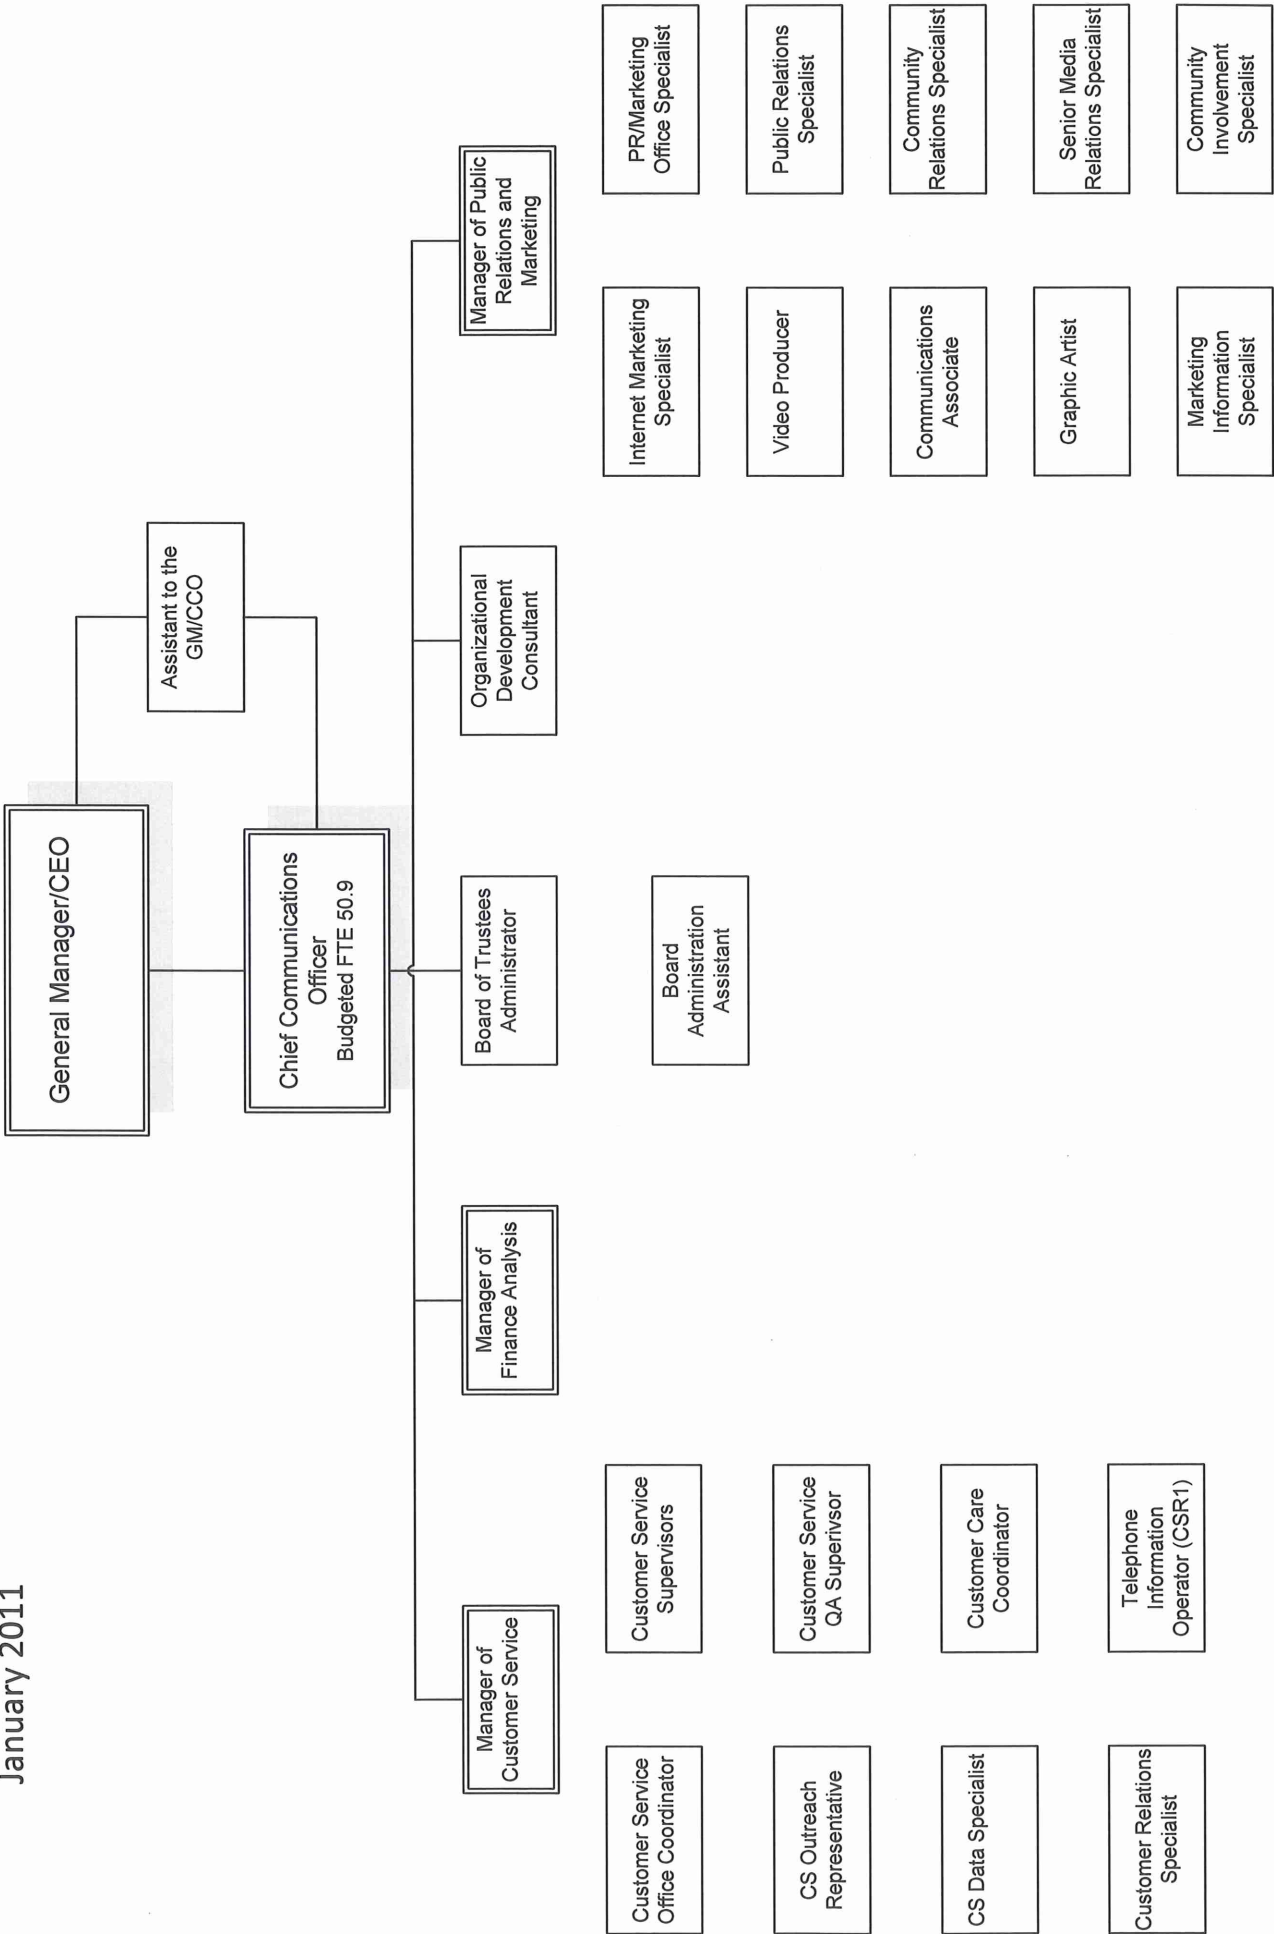 January 2011
General Manager/CEO
Assistant to the
GM/CCO
Chief Communications
Officer
Budgeted FTE 50.9
Manager of
Customer Service
Manager of
Finance Analysis
Board of Trustees
Administrator
Organizational
Development
Consultant
Manager of Public
Relations and
Marketing
Customer Service
Office Coordinator
Customer Service
Supervisors
Board
Administration
Assistant
Internet Marketing
Specialist
PR/Marketing
Office Specialist
CS Outreach
Representative
Customer Service
QA Superivsor
Video Producer
Public Relations
Specialist
CS Data Specialist
Customer Care
Coordinator
Communications
Associate
Community
Relations Specialist
Customer Relations
Specialist
Telephone
Information
Operator (CSR1)
Graphic Artist
Senior Media
Relations Specialist
Marketing
Information
Specialist
Community
Involvement
Specialist